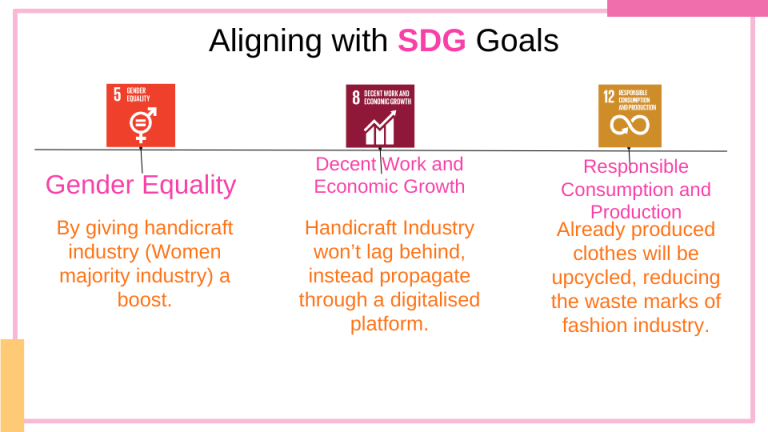 Aligning with SDG Goals
5 GENDER
EQUALITY
8 DECENT WORK AND
ECONOMIC GROWTH
12 RESPONSIBLE
CONSUMPTION
AND PRODUCTION
Gender Equality
By giving handicraft
industry (Women
majority industry) a
boost.
Decent Work and
Economic Growth
Handicraft Industry
won’t lag behind,
instead propagate
through a digitalised
platform.
Responsible
Consumption and
Production
Already produced
clothes will be
upcycled, reducing
the waste marks of
fashion industry.